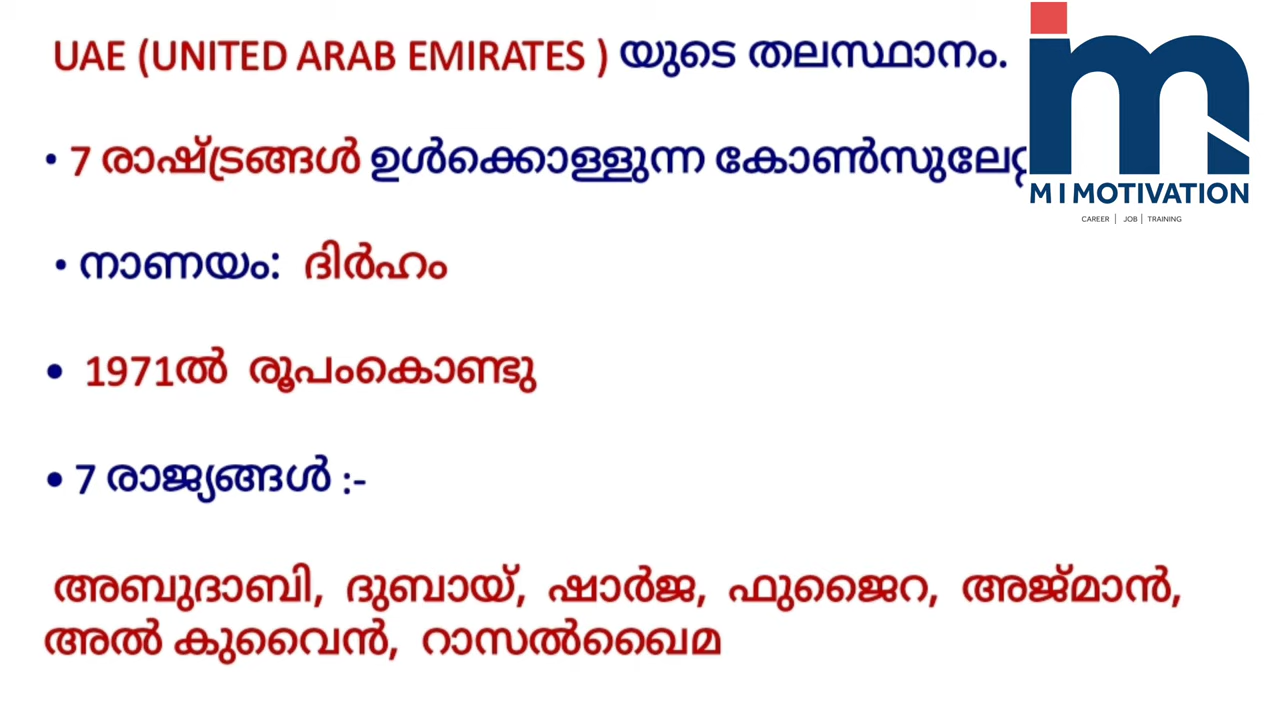 UAE (UNITED ARAB EMIRATES ) യുടെ തലസ്ഥാനം.
• 7 രാഷ്ട്രങ്ങൾ ഉൾക്കൊള്ളുന്ന
• നാണയം: ദിർഹം
• 1971ൽ രൂപംകൊണ്ടു
• 7 രാജ്യങ്ങൾ :-
അബുദാബി, ദുബായ്, ഷാർജ, ഫുജൈറ, അജ്മാൻ,
അൽ കുവൈൻ, റാസൽഖൈമ
im
M I MOTIVATION
CAREER | JOB | TRAINING